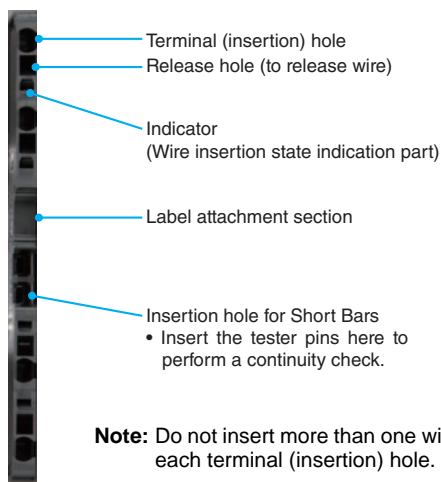 Terminal (insertion) hole
Release hole (to release wire)
Indicator
(Wire insertion state indication part)
Label attachment section
Insertion hole for Short Bars
• Insert the tester pins here to
perform a continuity check.
Note: Do not insert more than one
each terminal (insertion) hole.